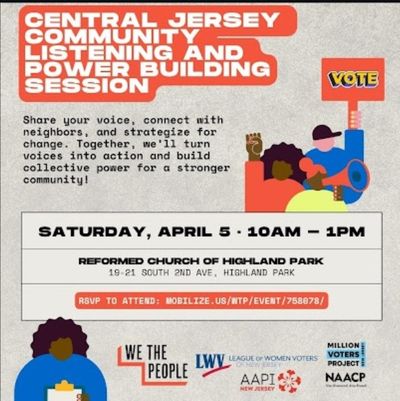 CENTRAL JERSEY
COMMUNITY
LISTENING AND
POWER BUILDING
SESSION
VOTE
Share your voice, connect with
neighbors, and strategize for
change. Together, we'll turn
voices into action and build
collective power for a stronger
community!
SATURDAY, APRIL 5 · 10AM – 1PM
REFORMED CHURCH OF HIGHLAND PARK
19-21 SOUTH 2ND AVE, HIGHLAND PARK
RSVP TO ATTEND: MOBILIZE.US/WTP/EVENT/758678/
WE THE
PEOPLE
LWV LEAGUE OF WOMEN VOTERS
OF NEW JERSEY
AAPI
NEW JERSEY
MILLION
VOTERS
PROJECT
NAACP